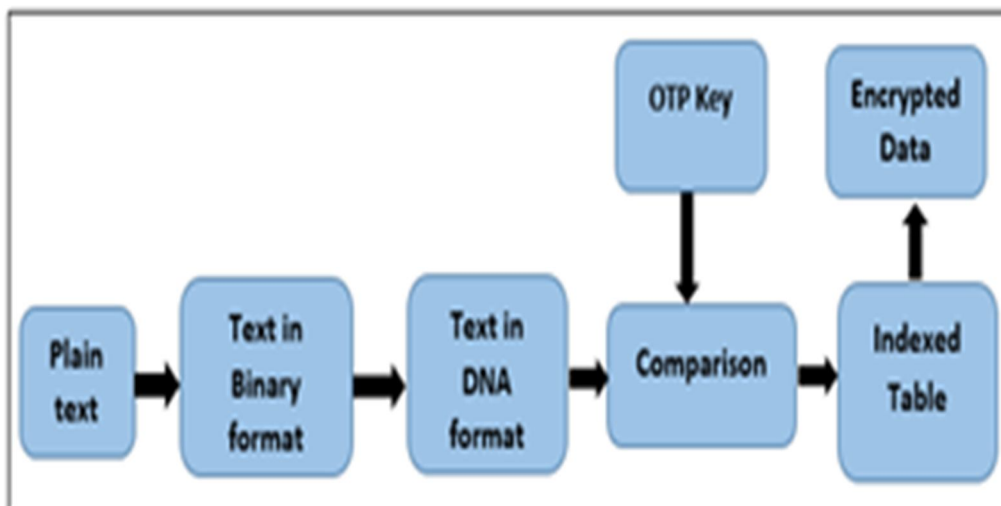 OTP Key
Encrypted
Data
Plain
text
Text in
Binary
format
Text in
DNA
format
Comparison
Indexed
Table